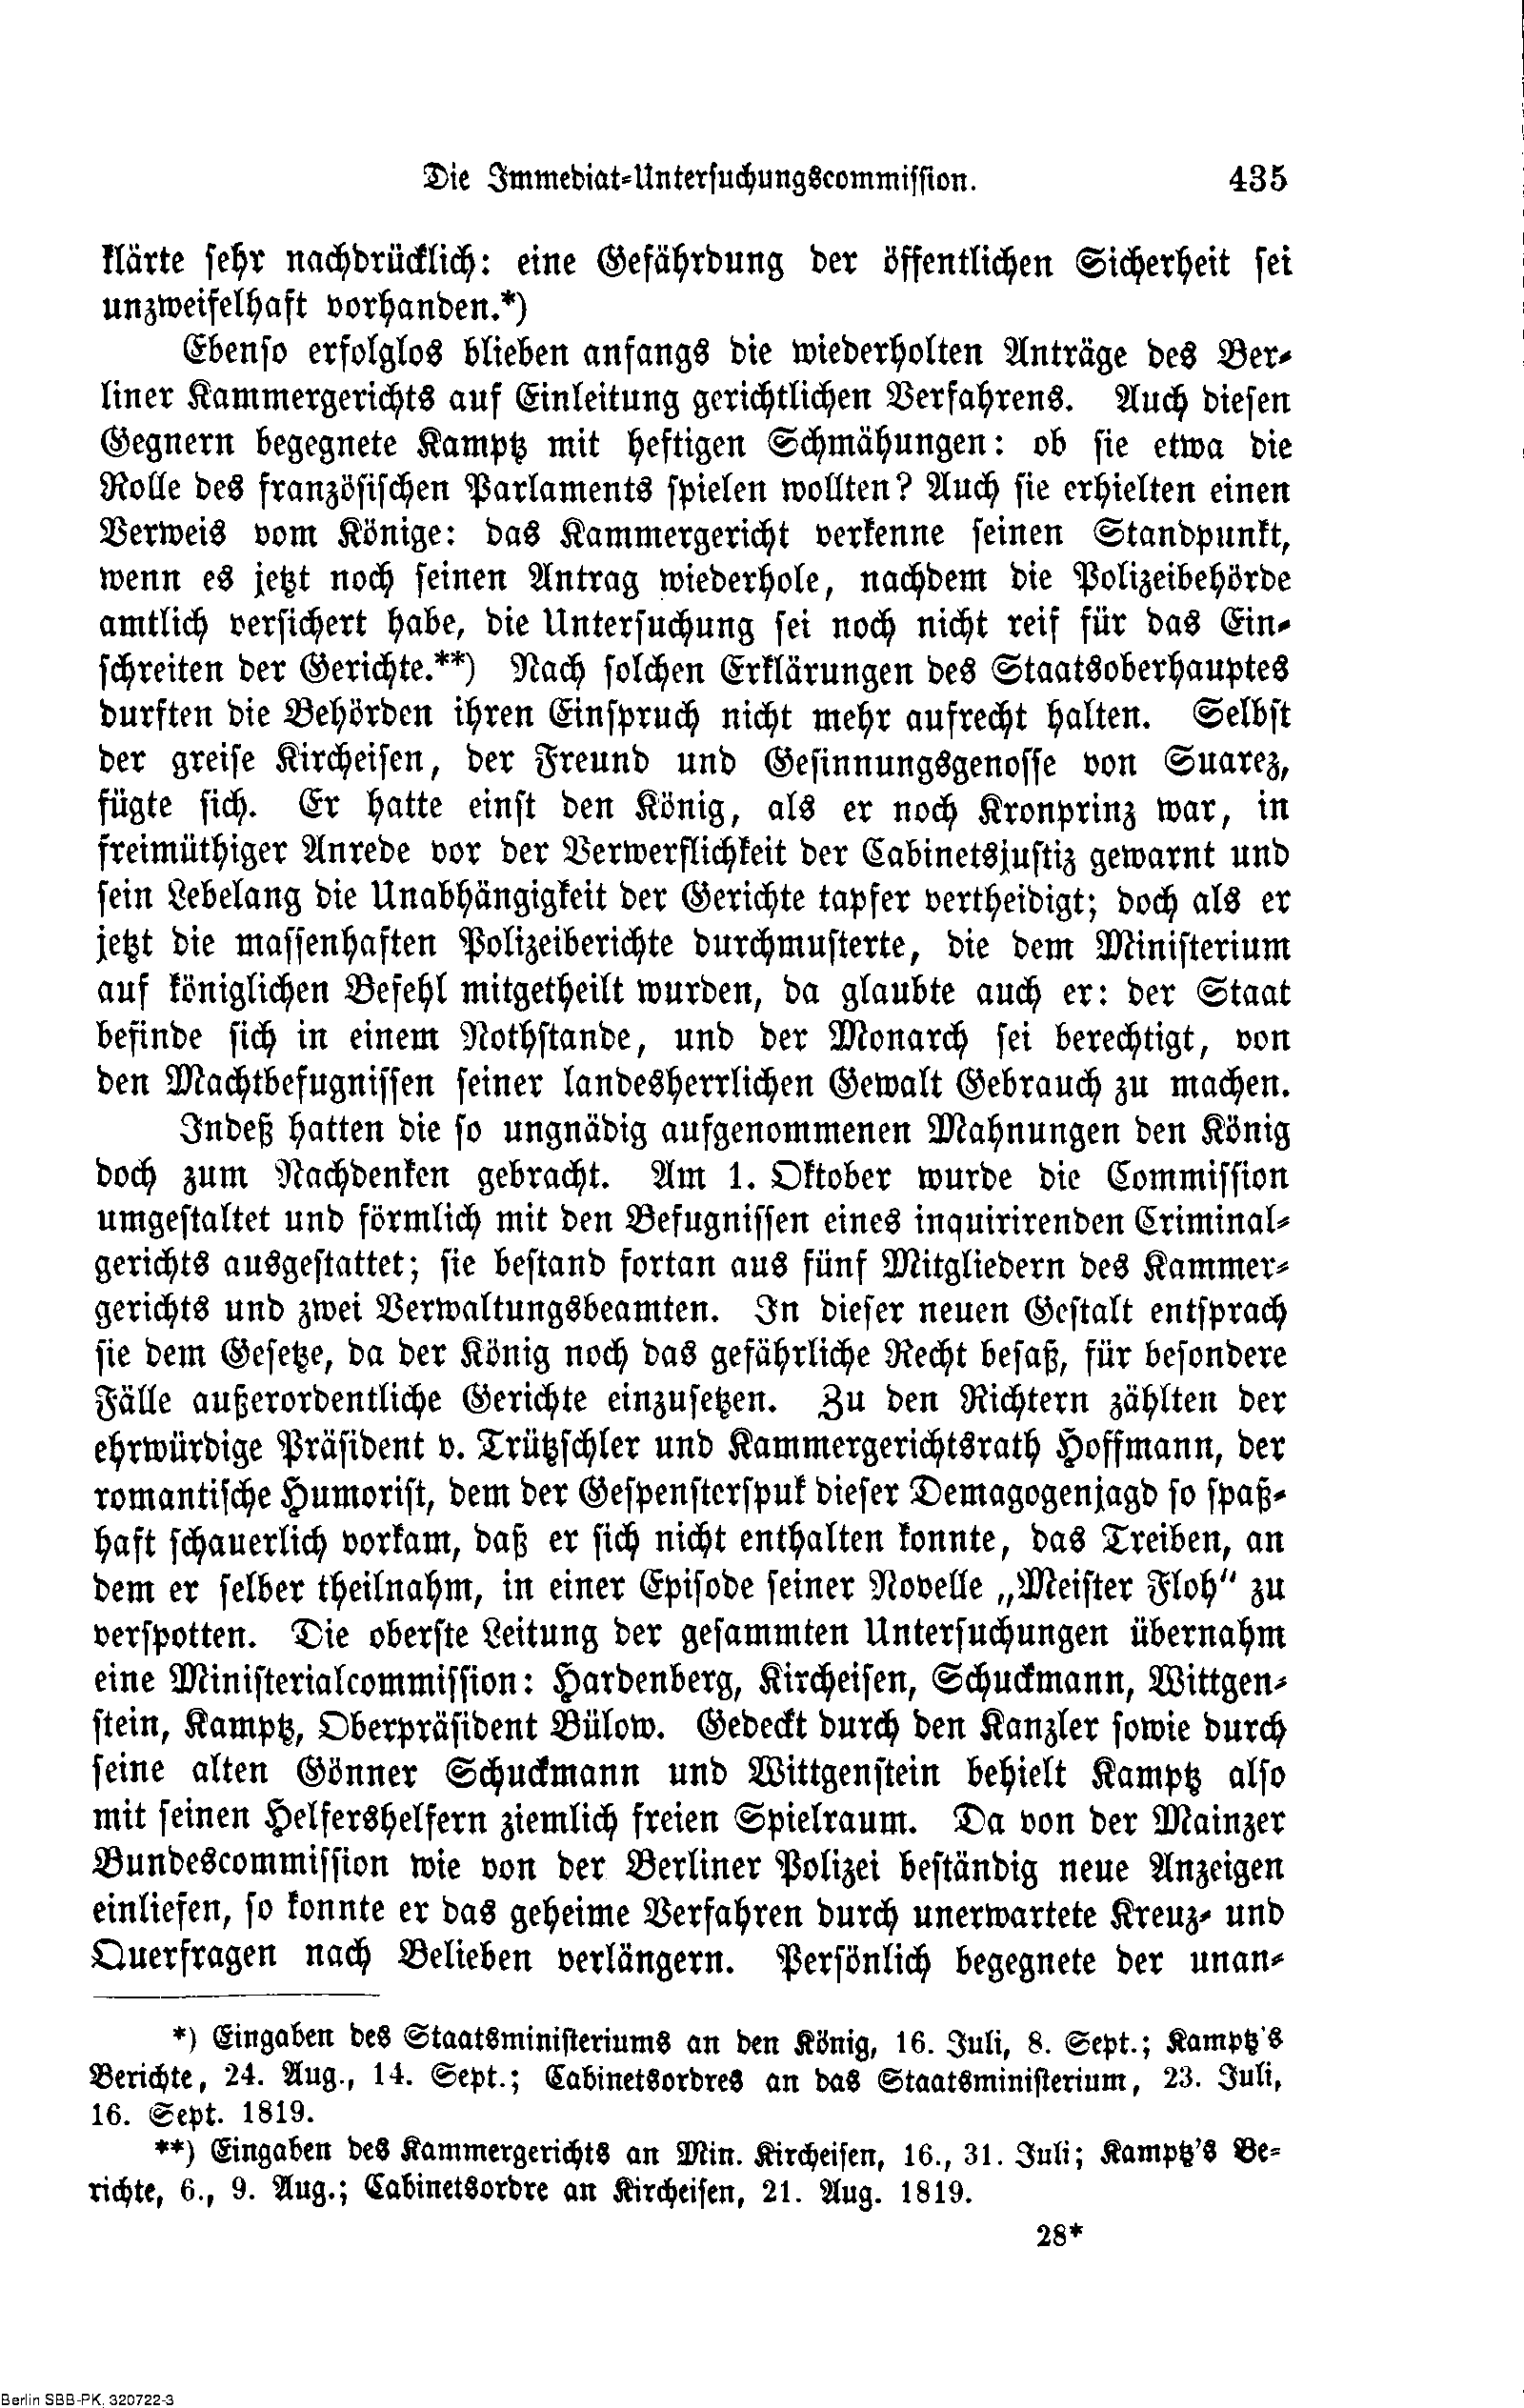 Die Immediat-Untersuchungscommission. 435
klärte sehr nachdrücklich: eine Gefährdung der öffentlichen Sicherheit sei
unzweifelhaft vorhanden.*)
Ebenso erfolglos blieben anfangs die wiederholten Anträge des Ber-
liner Kammergerichts auf Einleitung gerichtlichen Verfahrens. Auch diesen
Gegnern begegnete Kamptz mit heftigen Schmähungen: ob sie etwa die
Rolle des französischen Parlaments spielen wollten? Auch sie erhielten einen
Verweis vom Könige: das Kammergericht verkenne seinen Standpunkt,
wenn es jetzt noch seinen Antrag wiederhole, nachdem die Polizeibehörde
amtlich versichert habe, die Untersuchung sei noch nicht reif für das Ein-
schreiten der Gerichte.**) Nach solchen Erklärungen des Staatsoberhauptes
durften die Behörden ihren Einspruch nicht mehr aufrecht halten. Selbst
der greise Kircheisen, der Freund und Gesinnungsgenosse von Suarez,
fügte sich. Er hatte einst den König, als er noch Kronprinz war, in
freimüthiger Anrede vor der Verwerflichkeit der Cabinetsjustiz gewarnt und
sein Lebelang die Unabhängigkeit der Gerichte tapfer vertheidigt; doch als er
jetzt die massenhaften Polizeiberichte durchmusterte, die dem Ministerium
auf königlichen Befehl mitgetheilt wurden, da glaubte auch er: der Staat
befinde sich in einem Nothstande, und der Monarch sei berechtigt, von
den Machtbefugnissen seiner landesherrlichen Gewalt Gebrauch zu machen.
Indeß hatten die so ungnädig aufgenommenen Mahnungen den König
doch zum Nachdenken gebracht. Am 1. Oktober wurde die Commission
umgestaltet und förmlich mit den Befugnissen eines inquirirenden Criminal-
gerichts ausgestattet; sie bestand fortan aus fünf Mitgliedern des Kammer-
gerichts und zwei Verwaltungsbeamten. In dieser neuen Gestalt entsprach
sie dem Gesetze, da der König noch das gefährliche Recht besaß, für besondere
Fälle außerordentliche Gerichte einzusetzen. Zu den Richtern zählten der
ehrwürdige Präsident v. Trützschler und Kammergerichtsrath Hoffmann, der
romantische Humorist, dem der Gespensterspuk dieser Demagogenjagd so spaß-
haft schauerlich vorkam, daß er sich nicht enthalten konnte, das Treiben, an
dem er selber theilnahm, in einer Episode seiner Novelle „Meister Floh“ zu
verspotten. Die oberste Leitung der gesammten Untersuchungen übernahm
eine Ministerialcommission: Hardenberg, Kircheisen, Schuckmann, Wittgen-
stein, Kamptz, Oberpräsident Bülow. Gedeckt durch den Kanzler sowie durch
seine alten Gönner Schuckmann und Wittgenstein behielt Kamptz also
mit seinen Helfershelfern ziemlich freien Spielraum. Da von der Mainzer
Bundescommission wie von der Berliner Polizei beständig neue Anzeigen
einliefen, so konnte er das geheime Verfahren durch unerwartete Kreuz- und
Querfragen nach Belieben verlängern. Persönlich begegnete der unan-
*) Eingaben des Staatsministeriums an den König, 16. Juli, 8. Sept.; Kamptz's
Berichte, 24. Aug., 14. Sept.; Cabinetsordres an das Staatsministerium, 23. Juli,
16. Sept. 1819.
**) Eingaben des Kammergerichts an Min. Kircheisen, 16., 31. Juli; Kamptz's Be-
richte, 6., 9. Aug.; Cabinetsordre an Kircheisen, 21. Aug. 1819.
28*
Berlin SBB-PK, 320722-3